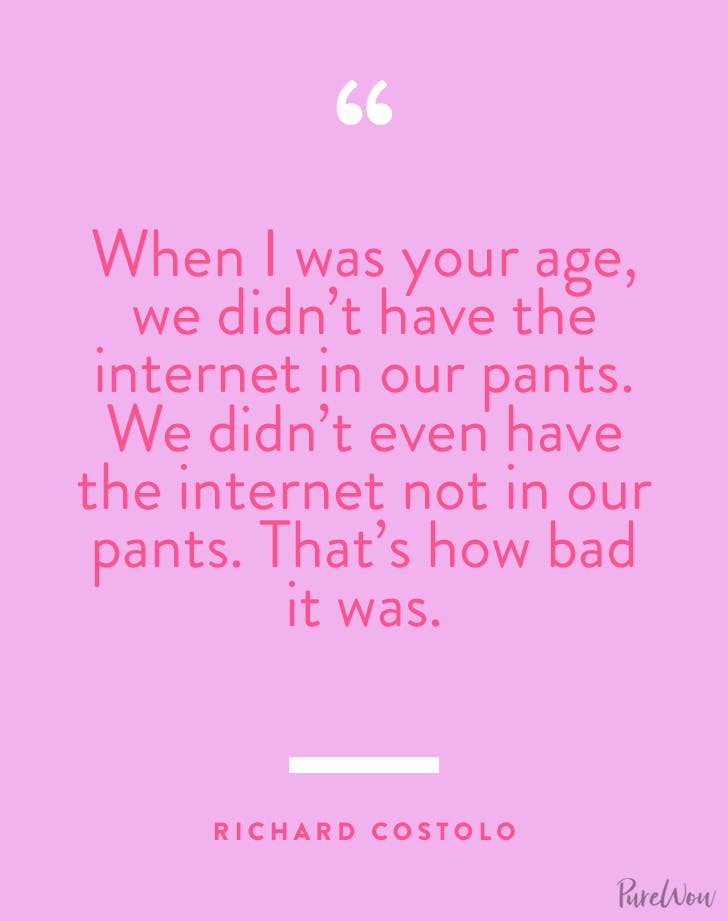 “
When I was your age,
we didn’t have the
internet in our pants.
We didn’t even have
the internet not in our
pants. That’s how bad
it was.
RICHARD COSTOLO
PureWow